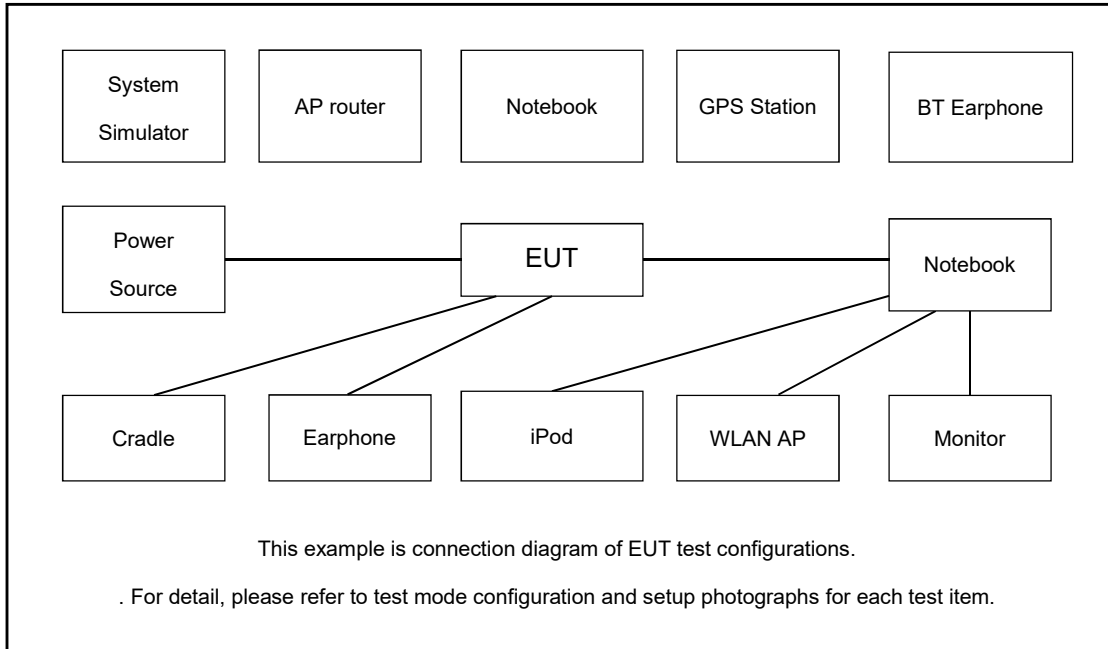 System
Simulator
AP router
Notebook
GPS Station
BT Earphone
Power
Source
EUT
Notebook
Cradle
Earphone
iPod
WLAN AP
Monitor
This example is connection diagram of EUT test configurations.
. For detail, please refer to test mode configuration and setup photographs for each test item.